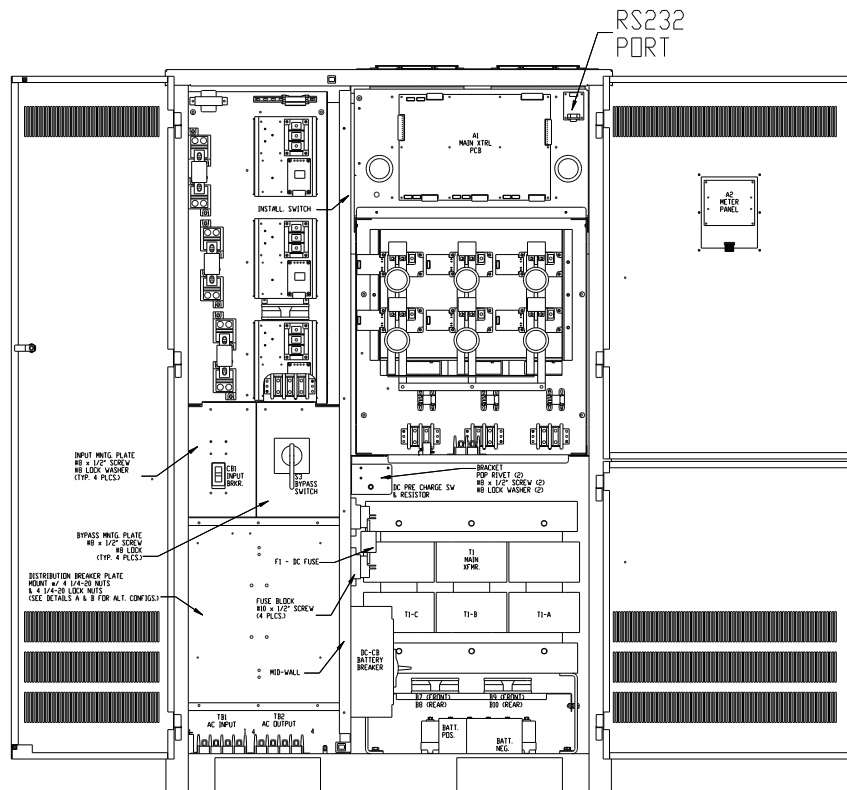 RS232
PORT
A1
MAIN XTRL
PCB
A2
METER
PANEL
INSTALL. SWITCH
INPUT MNTG. PLATE
#8 x 1/2" SCREW
#8 LOCK WASHER
(TYP. 4 PLCS.)
CB1
INPUT
BRKR.
S3
BYPASS
SWITCH
BRACKET
POP RIVET (2)
#8 x 1/2" SCREW (2)
#8 LOCK WASHER (2)
DC PRE CHARGE SW
& RESISTOR
BYPASS MNTG. PLATE
#8 x 1/2" SCREW
#8 LOCK
(TYP. 4 PLCS.)
F1 - DC FUSE
T1
MAIN
XFMR.
DISTRIBUTION BREAKER PLATE
MOUNT w/ 4 1/4-20 NUTS
& 4 1/4-20 LOCK NUTS
(SEE DETAILS A & B FOR ALT. CONFIGS.)
FUSE BLOCK
#10 x 1/2" SCREW
(4 PLCS.)
T1-C
T1-B
T1-A
DC-CB
BATTERY
BREAKER
MID-WALL
B7 (FRONT)
B8 (REAR)
B9 (FRONT)
B10 (REAR)
TB1
AC INPUT
TB2
AC OUTPUT
1 4
4
BATT.
POS.
BATT.
NEG.